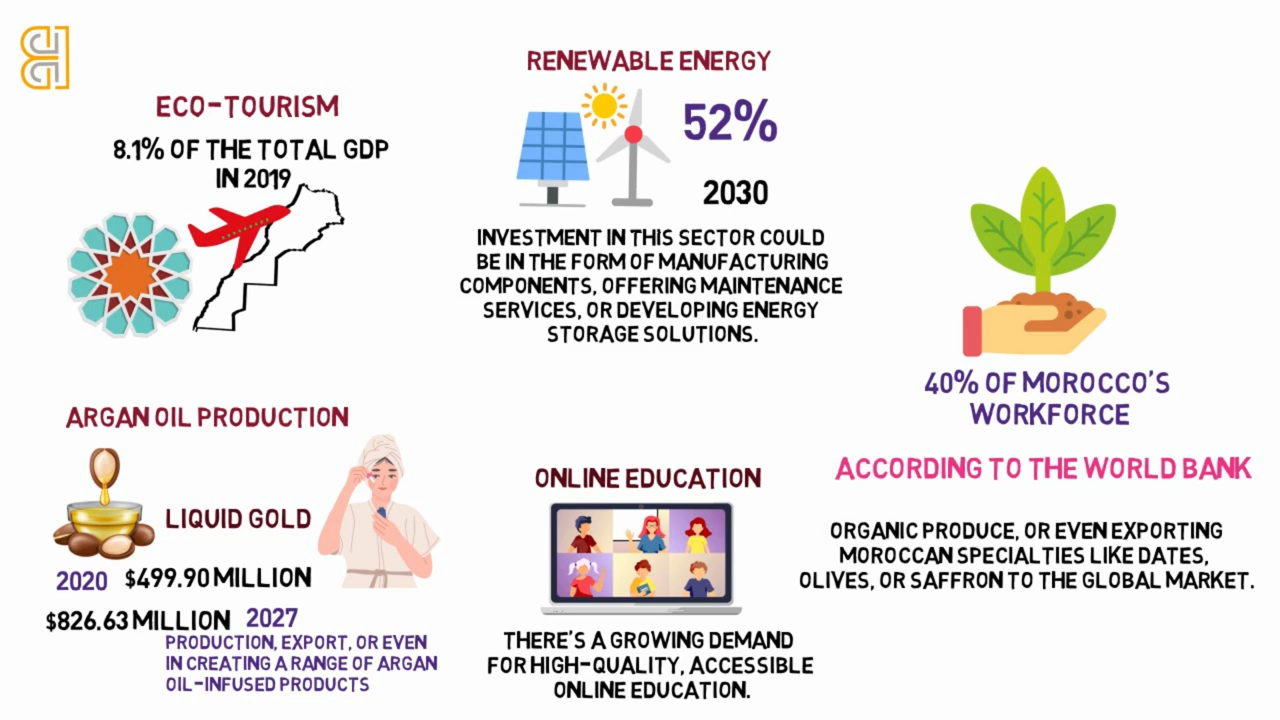 ECO-TOURISM
8.1% OF THE TOTAL GDP
IN 2019
RENEWABLE ENERGY
52%
2030
INVESTMENT IN THIS SECTOR COULD
BE IN THE FORM OF MANUFACTURING
COMPONENTS, OFFERING MAINTENANCE
SERVICES, OR DEVELOPING ENERGY
STORAGE SOLUTIONS.
40% OF MOROCCO'S
WORKFORCE
ACCORDING TO THE WORLD BANK
ORGANIC PRODUCE, OR EVEN EXPORTING
MOROCCAN SPECIALTIES LIKE DATES,
OLIVES, OR SAFFRON TO THE GLOBAL MARKET.
ARGAN OIL PRODUCTION
LIQUID GOLD
2020 $499.90 MILLION
$826.63 MILLION 2027
PRODUCTION, EXPORT, OR EVEN
IN CREATING A RANGE OF ARGAN
OIL-INFUSED PRODUCTS
ONLINE EDUCATION
THERE'S A GROWING DEMAND
FOR HIGH-QUALITY, ACCESSIBLE
ONLINE EDUCATION.